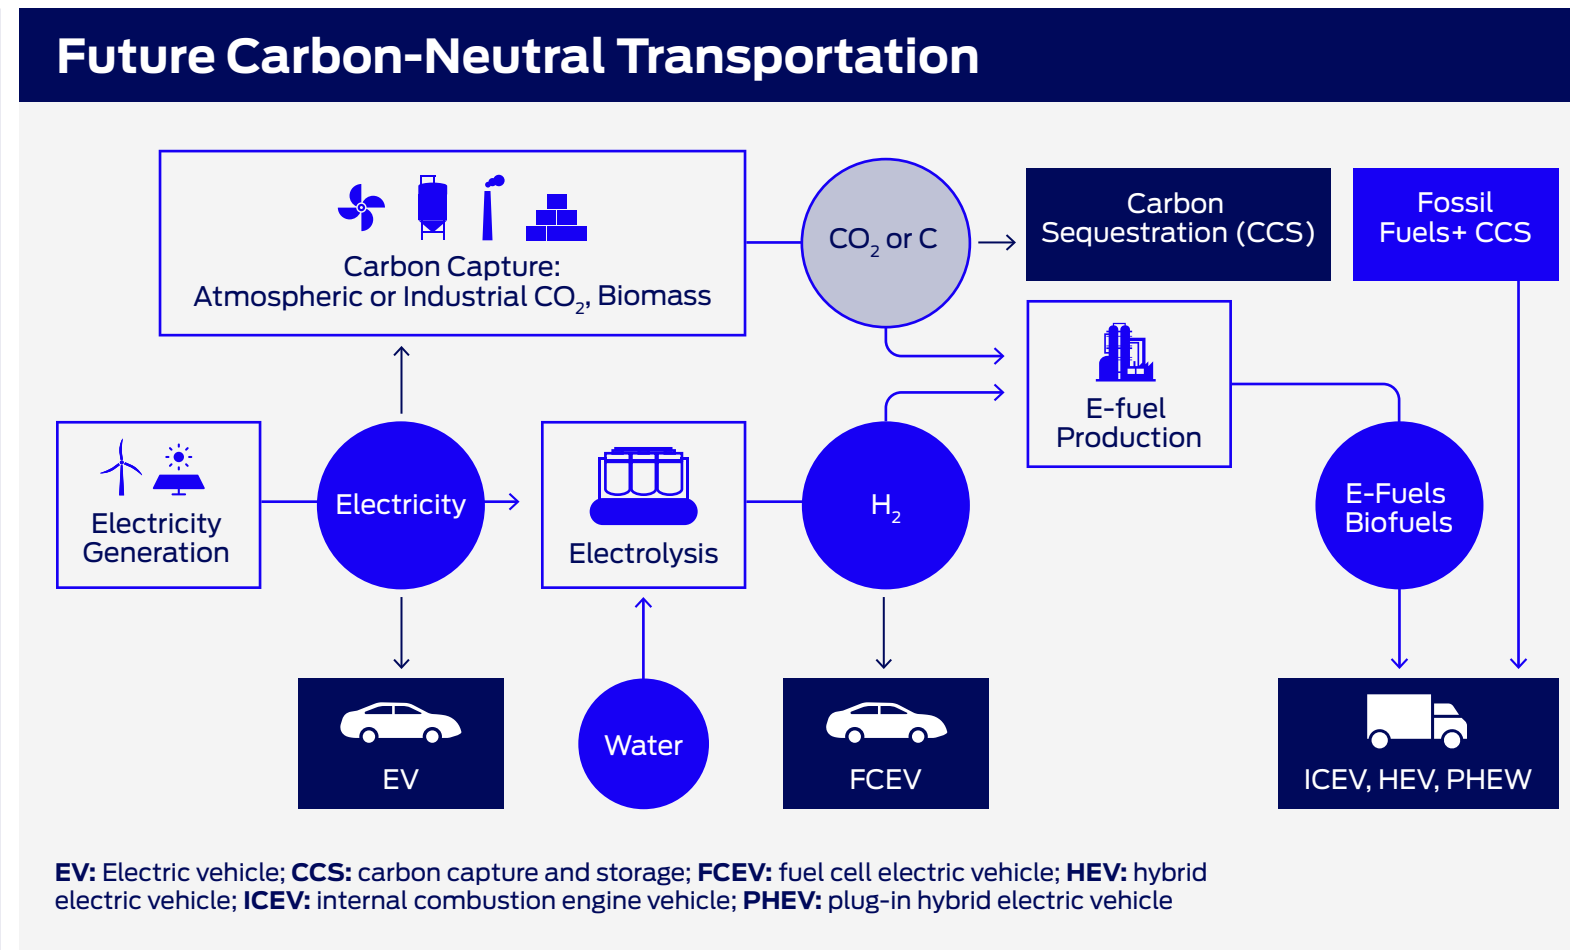 Future Carbon-Neutral Transportation
Carbon Capture:
Atmospheric or Industrial CO₂, Biomass
CO₂ or C
Carbon
Sequestration (CCS)
Fossil
Fuels+ CCS
E-fuel
Production
Electricity
Generation
Electricity
Electrolysis
H₂
E-Fuels
Biofuels
EV
Water
FCEV
ICEV, HEV, PHEW
EV: Electric vehicle; CCS: carbon capture and storage; FCEV: fuel cell electric vehicle; HEV: hybrid
electric vehicle; ICEV: internal combustion engine vehicle; PHEV: plug-in hybrid electric vehicle